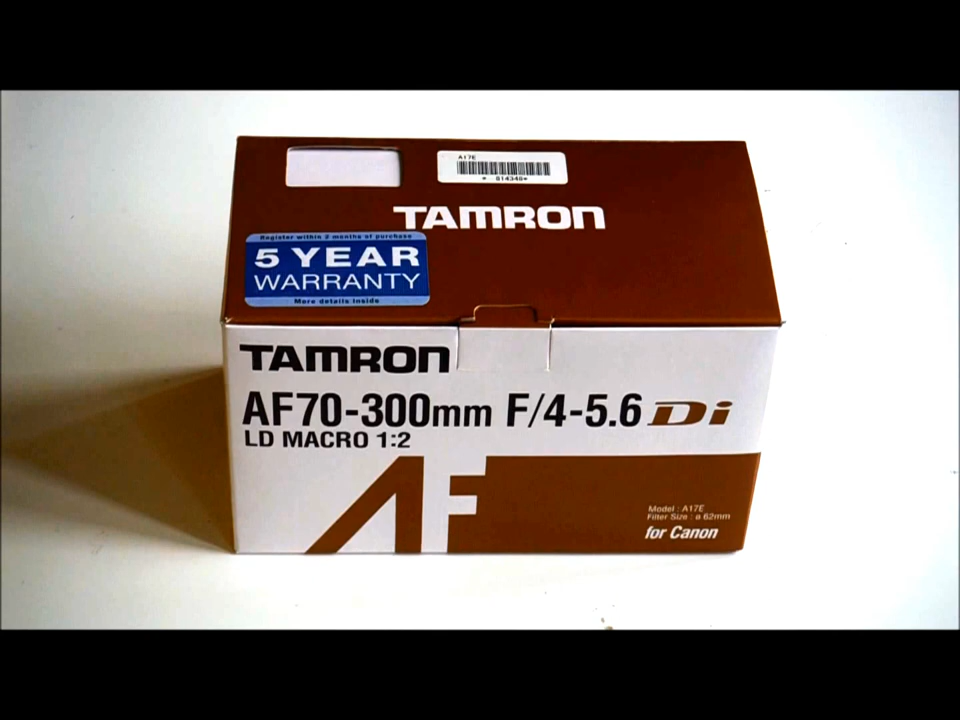 A17E
* 014348*
TAMRON
Register within 2 months of purchase
5 YEAR
WARRANTY
More details inside
TAMRON
AF70-300mm F/4-5.6 Di
LD MACRO 1:2
AF
Model : A17E
Filter Size : ø 62mm
for Canon